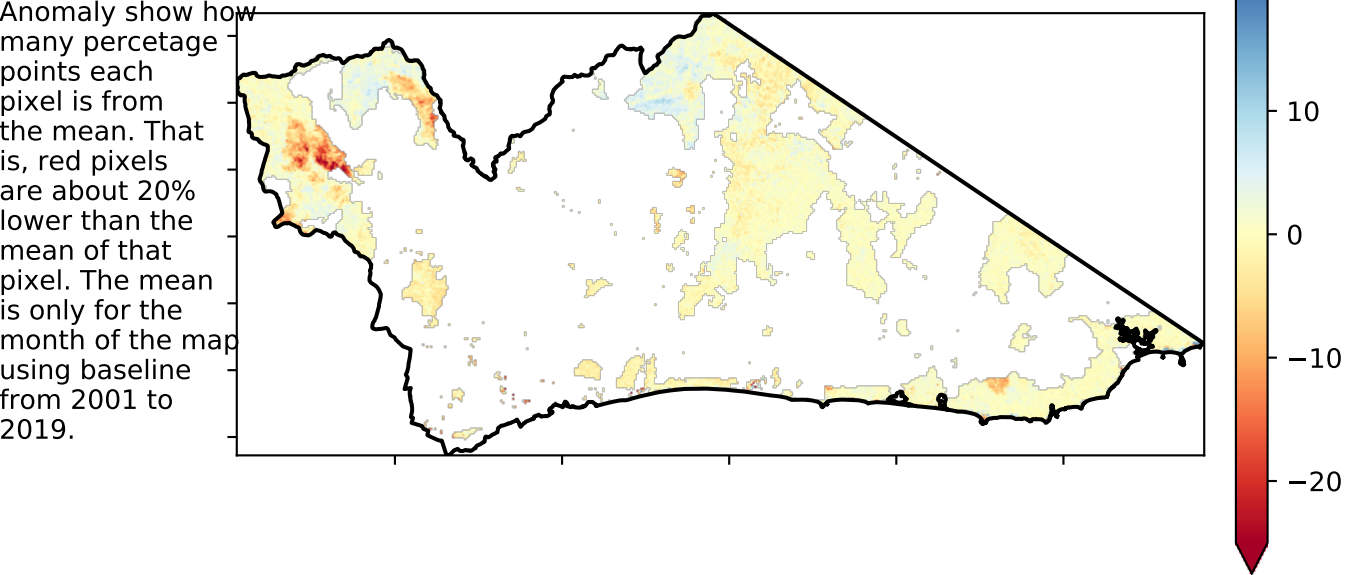 Anomaly show how
many percetage
points each
pixel is from
the mean. That
is, red pixels
are about 20%
lower than the
mean of that
pixel. The mean
is only for the
month of the map
using baseline
from 2001 to
2019.
10
0
−10
−20